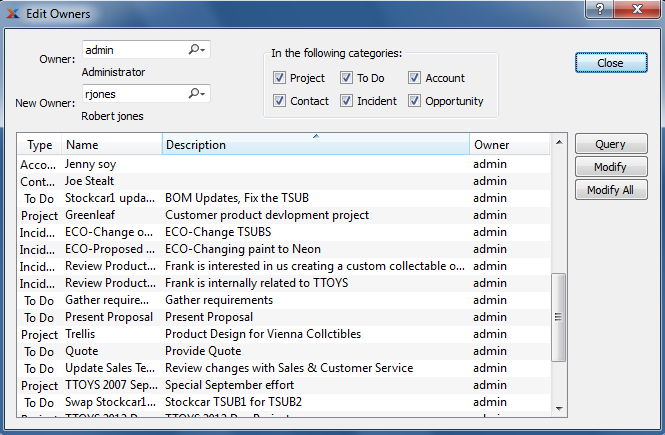 Edit Owners
Owner: admin
Administrator
New Owner: rjones
Robert jones
In the following categories:
Project To Do Account
Contact Incident Opportunity
Close
Query
Modify
Modify All
Type Name Description Owner
Acco... Jenny soy admin
Cont... Joe Stealt admin
To Do Stockcar1 upda... BOM Updates, Fix the TSUB admin
Project Greenleaf Customer product devlopment project admin
Incid... ECO-Change o... ECO-Change TSUBS admin
Incid... ECO-Proposed ... ECO-Changing paint to Neon admin
Incid... Review Product... Frank is interested in us creating a custom collectable o... admin
Incid... Review Product... Frank is internally related to TTOYS admin
To Do Gather require... Gather requirements admin
To Do Present Proposal Present Proposal admin
Project Trellis Product Design for Vienna Collctibles admin
To Do Quote Provide Quote admin
To Do Update Sales Te... Review changes with Sales & Customer Service admin
Project TTOYS 2007 Sep... Special September effort admin
To Do Swap Stockcar1... Stockcar TSUB1 for TSUB2 admin